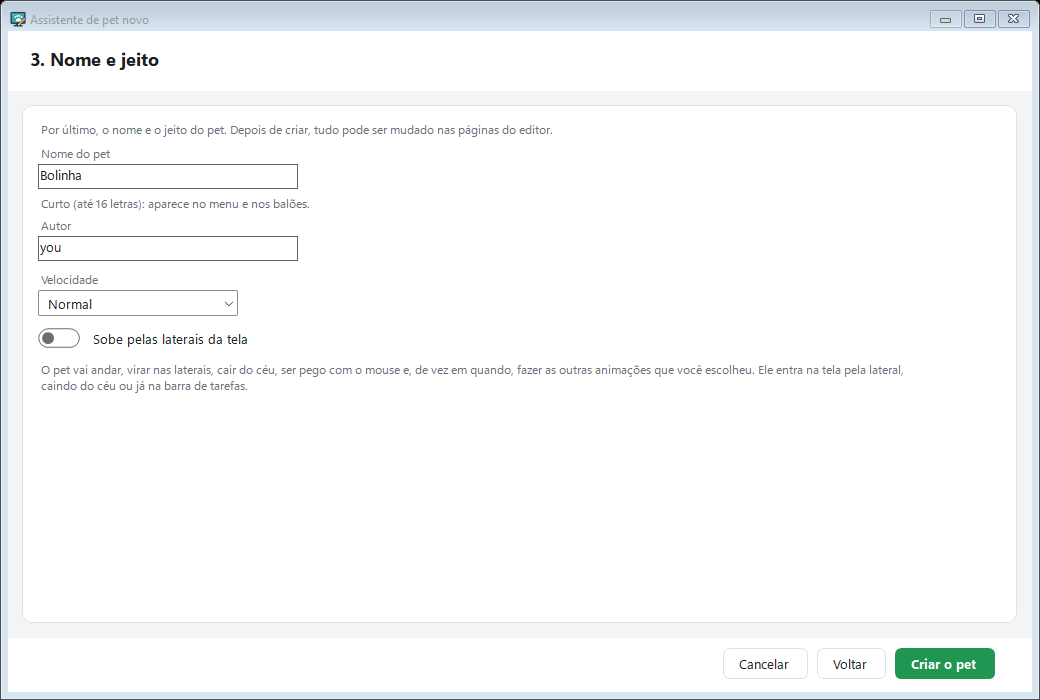 Assistente de pet novo
3. Nome e jeito
Por último, o nome e o jeito do pet. Depois de criar, tudo pode ser mudado nas páginas do editor.
Nome do pet
Bolinha
Curto (até 16 letras): aparece no menu e nos balões.
Autor
you
Velocidade
Normal
Sobe pelas laterais da tela
O pet vai andar, virar nas laterais, cair do céu, ser pego com o mouse e, de vez em quando, fazer as outras animações que você escolheu. Ele entra na tela pela lateral,
caindo do céu ou já na barra de tarefas.
Cancelar
Voltar
Criar o pet